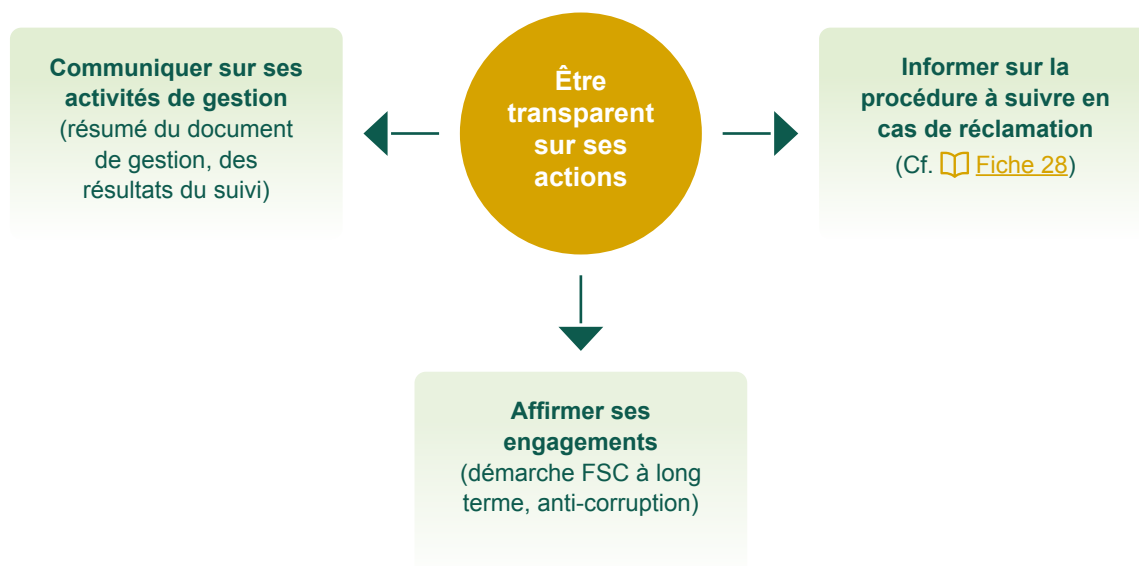 Communiquer sur ses
activités de gestion
(résumé du document
de gestion, des
résultats du suivi)
Être
transparent
sur ses
actions
Informer sur la
procédure à suivre en
cas de réclamation
(Cf. Fiche 28)
Affirmer ses
engagements
(démarche FSC à long
terme, anti-corruption)